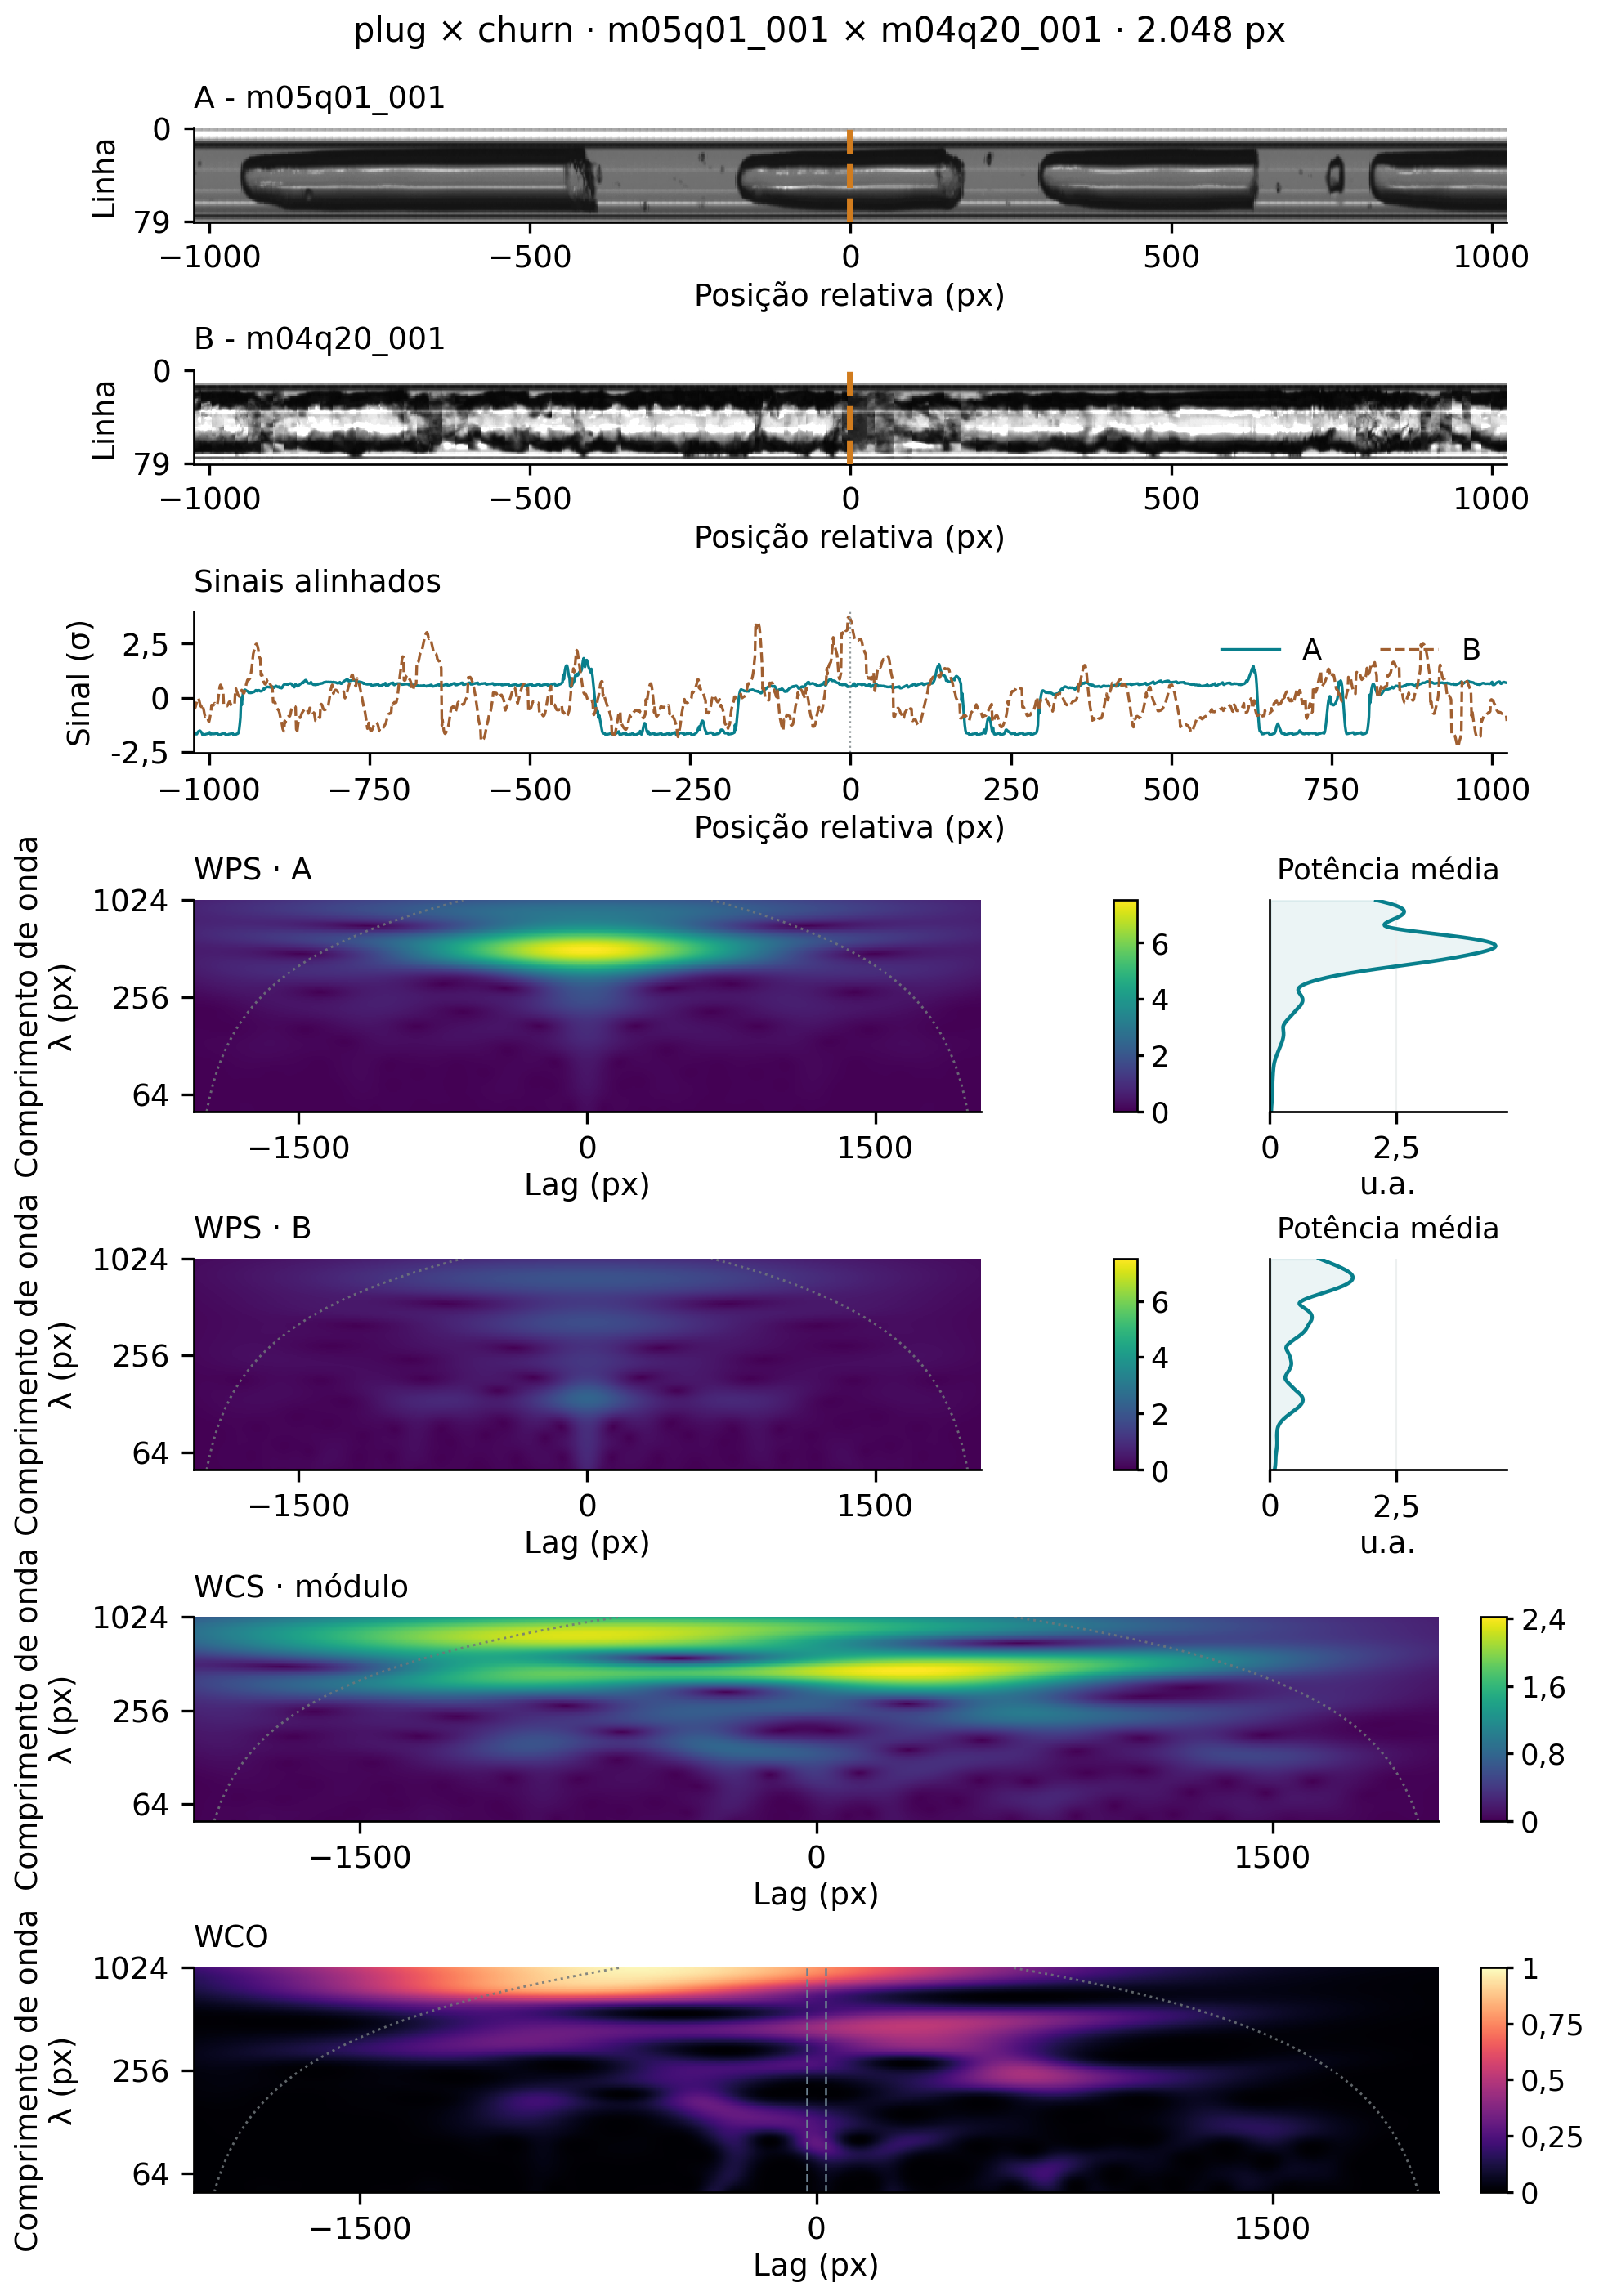 plug × churn · m05q01_001 × m04q20_001 · 2.048 px
A - m05q01_001
Linha
0
79
−1000 −500 0 500 1000
Posição relativa (px)
B - m04q20_001
Linha
0
79
−1000 −500 0 500 1000
Posição relativa (px)
Sinais alinhados
Sinal (σ)
2,5
0
-2,5
A B
−1000 −750 −500 −250 0 250 500 750 1000
Posição relativa (px)
WPS · A
Comprimento de onda
λ (px)
1024
256
64
−1500 0 1500
Lag (px)
6
4
2
0
Potência média
0 2,5
u.a.
WPS · B
Comprimento de onda
λ (px)
1024
256
64
−1500 0 1500
Lag (px)
6
4
2
0
Potência média
0 2,5
u.a.
WCS · módulo
Comprimento de onda
λ (px)
1024
256
64
−1500 0 1500
Lag (px)
2,4
1,6
0,8
0
WCO
Comprimento de onda
λ (px)
1024
256
64
−1500 0 1500
Lag (px)
1
0,75
0,5
0,25
0